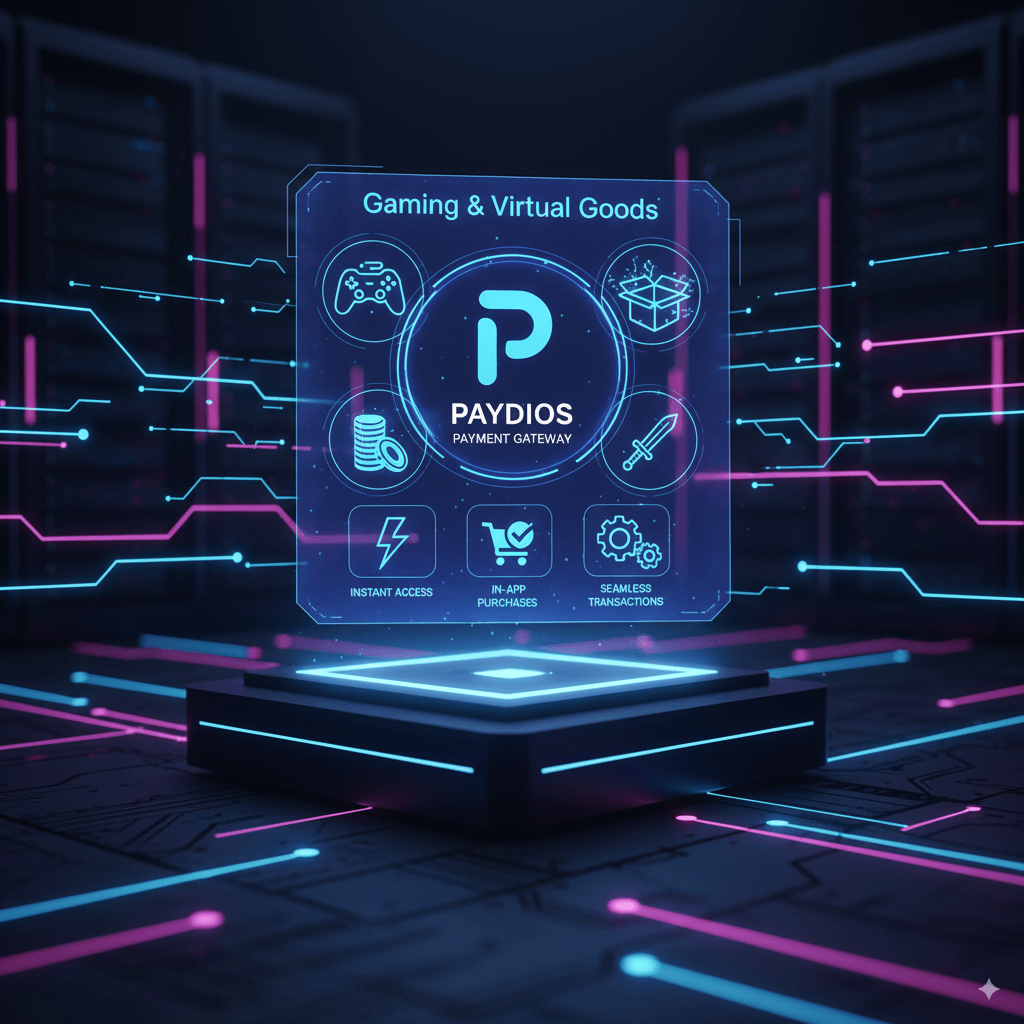 Gaming & Virtual Goods
PAYDIOS
PAYMENT GATEWAY
INSTANT ACCESS
IN-APP
PURCHASES
SEAMLESS
TRANSACTIONS